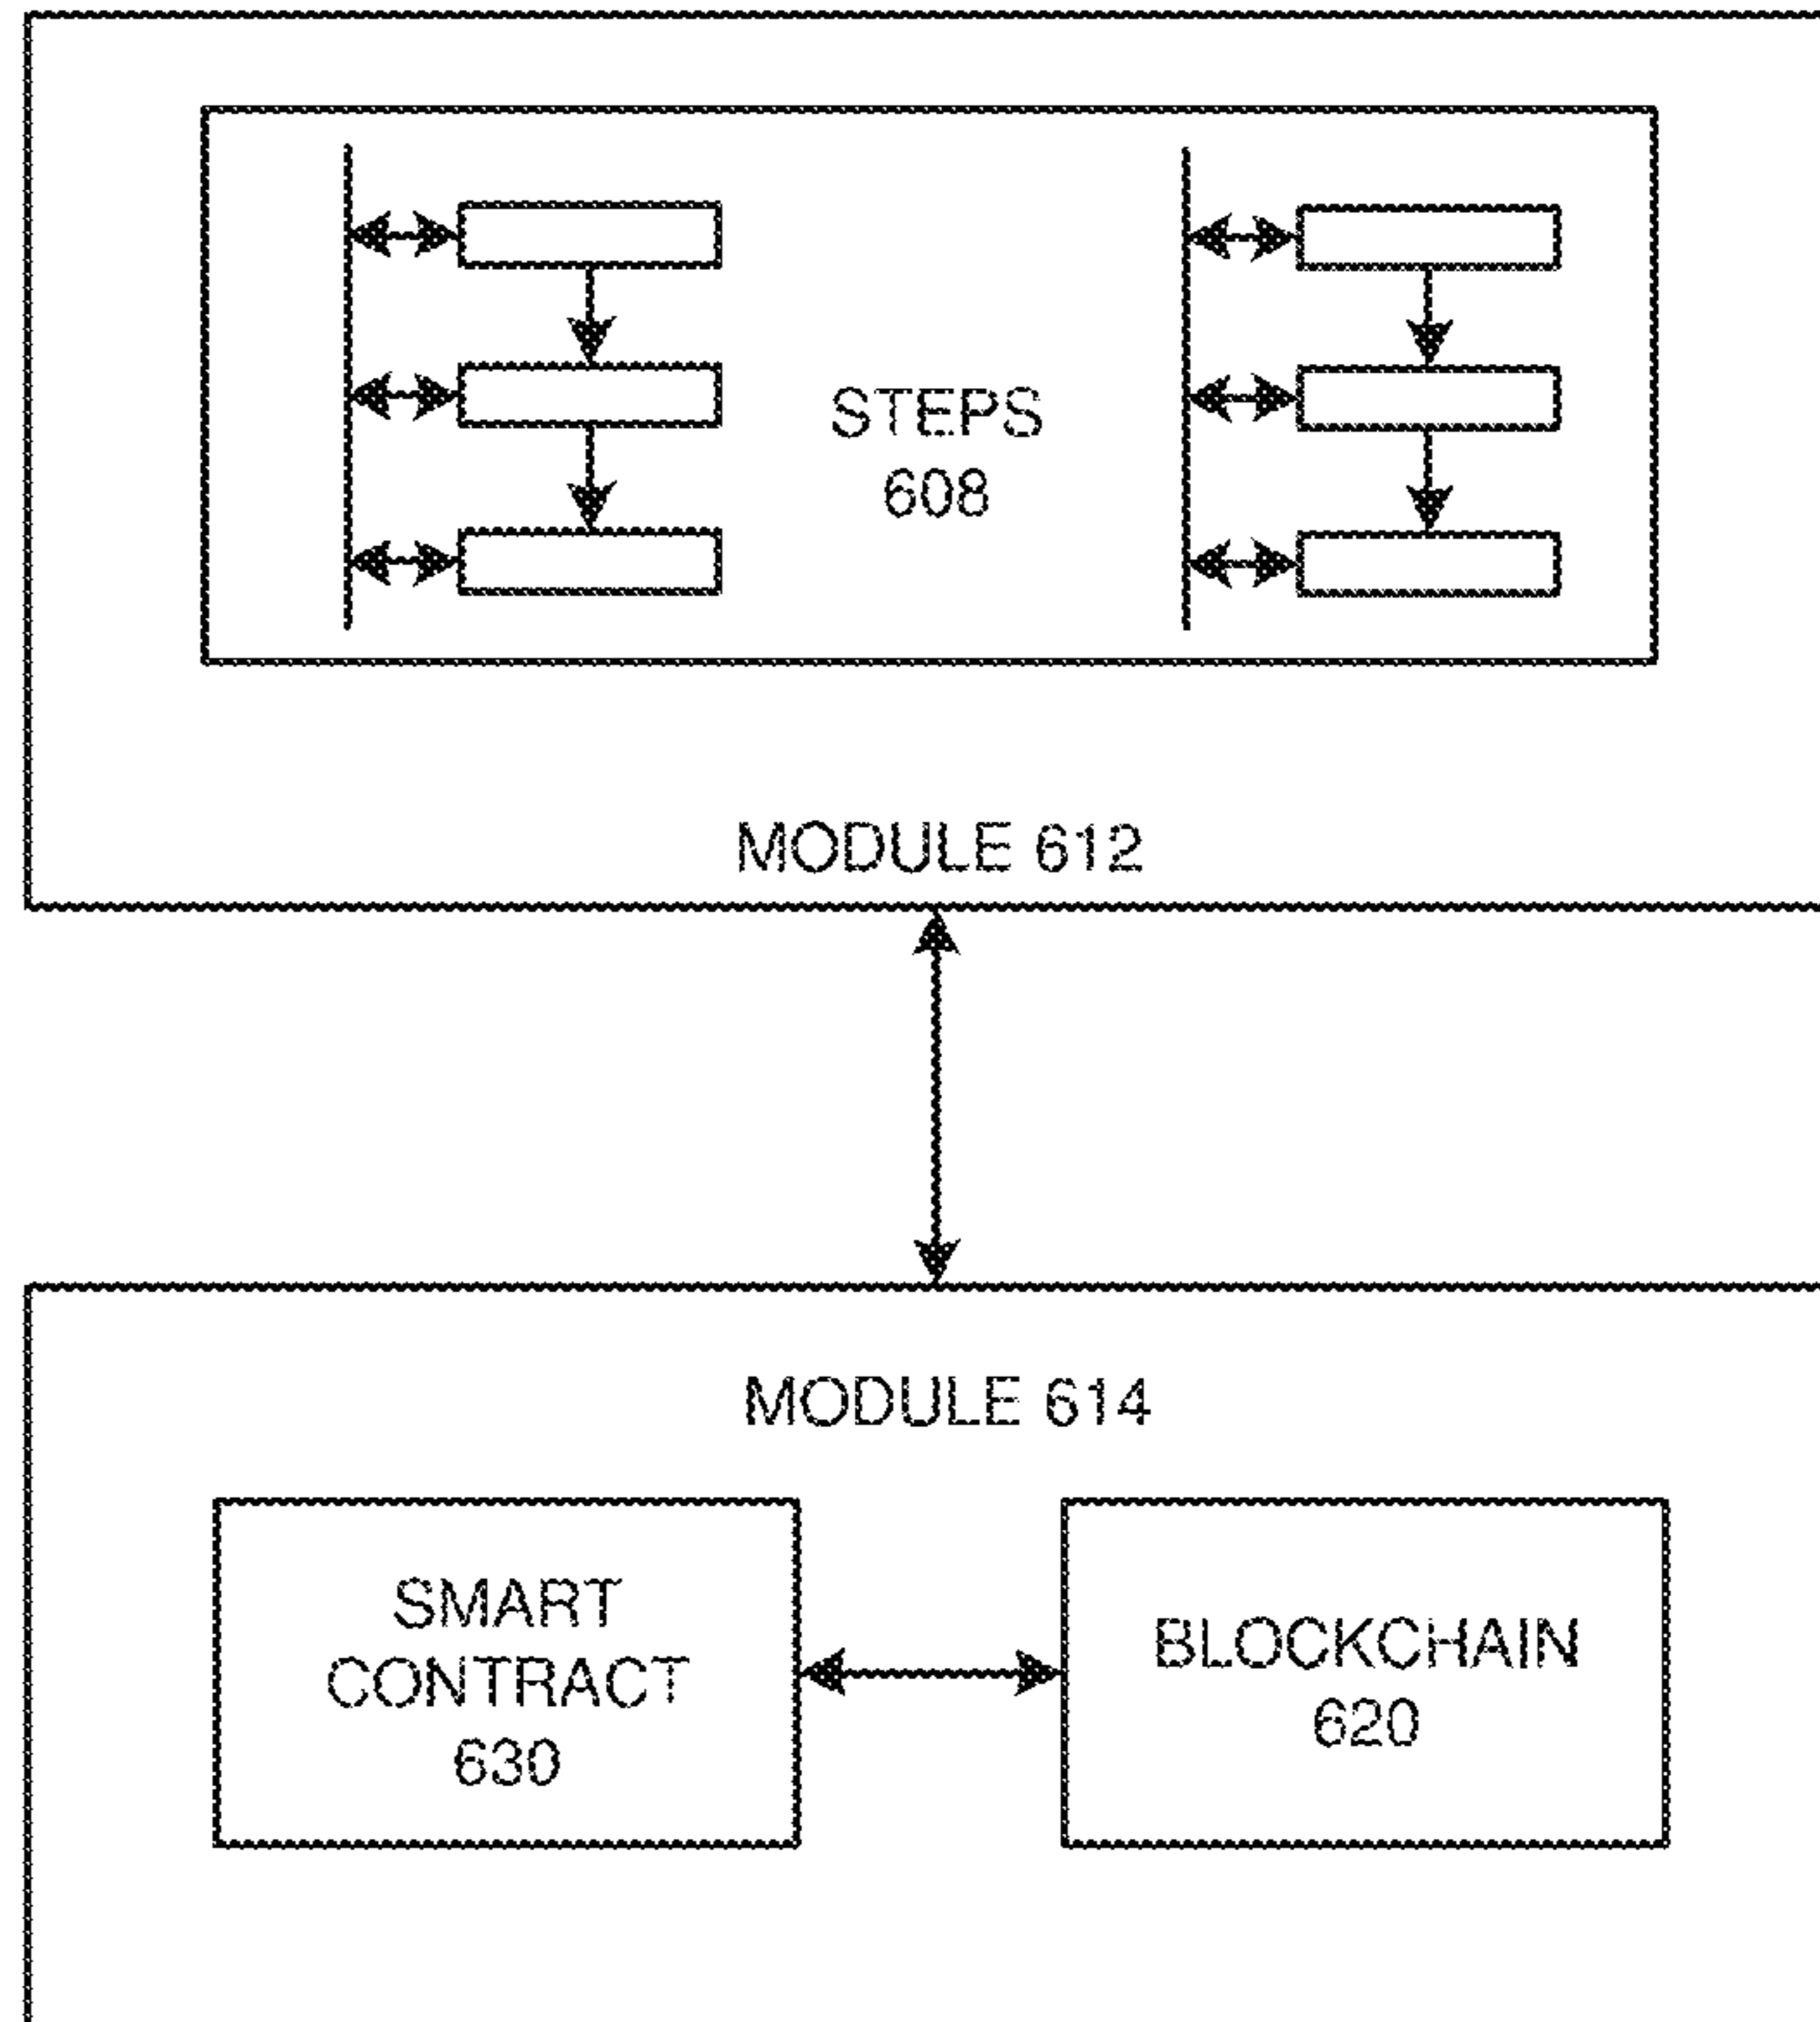 STEPS
608
MODULE 612
MODULE 614
SMART
CONTRACT
630
BLOCKCHAIN
620